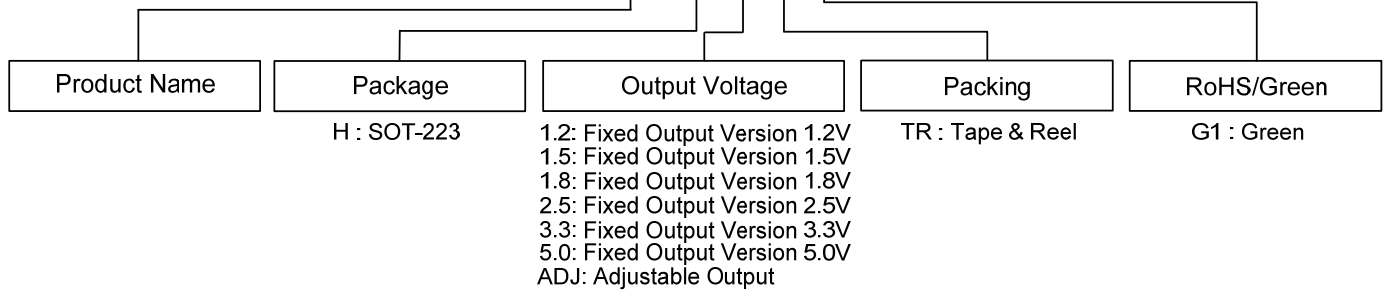 Product Name
Package
Output Voltage
Packing
RoHS/Green
H : SOT-223
1.2: Fixed Output Version 1.2V
1.5: Fixed Output Version 1.5V
1.8: Fixed Output Version 1.8V
2.5: Fixed Output Version 2.5V
3.3: Fixed Output Version 3.3V
5.0: Fixed Output Version 5.0V
ADJ: Adjustable Output
TR : Tape & Reel
G1 : Green